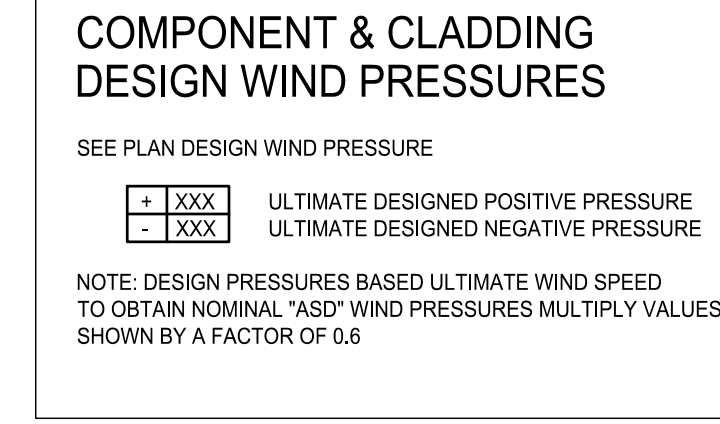 COMPONENT & CLADDING
DESIGN WIND PRESSURES
SEE PLAN DESIGN WIND PRESSURE
+ XXX ULTIMATE DESIGNED POSITIVE PRESSURE
- XXX ULTIMATE DESIGNED NEGATIVE PRESSURE
NOTE: DESIGN PRESSURES BASED ULTIMATE WIND SPEED
TO OBTAIN NOMINAL "ASD" WIND PRESSURES MULTIPLY VALUES
SHOWN BY A FACTOR OF 0.6